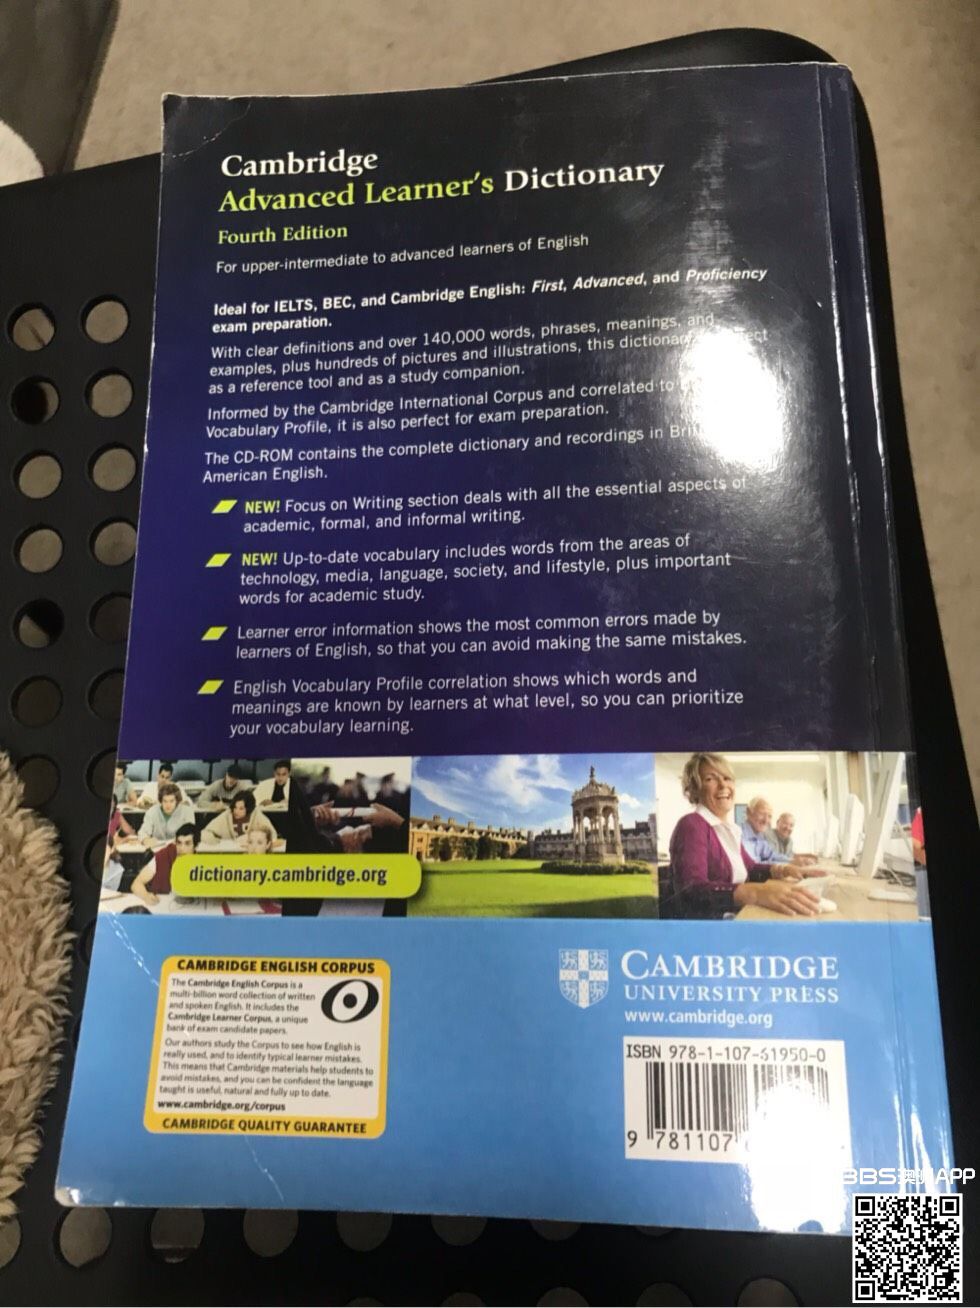 Cambridge
Advanced Learner's Dictionary
Fourth Edition
For upper-intermediate to advanced learners of English
Ideal for IELTS, BEC, and Cambridge English: First, Advanced, and Proficiency
exam preparation.
With clear definitions and over 140,000 words, phrases, meanings, and
examples, plus hundreds of pictures and illustrations, this
as a reference tool and as a study companion.
Informed by the Cambridge International Corpus and correlated to
Vocabulary Profile, it is also perfect for exam preparation.
The CD-ROM contains the complete dictionary and recordings in
American English.
NEW! Focus on Writing section deals with all the essential aspects of
academic, formal, and informal writing.
NEW! Up-to-date vocabulary includes words from the areas of
technology, media, language, society, and lifestyle, plus important
words for academic study.
Learner error information shows the most common errors made by
learners of English, so that you can avoid making the same mistakes.
English Vocabulary Profile correlation shows which words and
meanings are known by learners at what level, so you can prioritize
your vocabulary learning.
dictionary.cambridge.org
CAMBRIDGE ENGLISH CORPUS
The Cambridge English Corpus is a
multi-billion word collection of written
and spoken English. It includes the
Cambridge Learner Corpus, a unique
bank of exam candidate papers.
Our authors study the Corpus to see how English is
really used, and to identify typical learner mistakes.
This means that Cambridge materials help students to
avoid mistakes, and you can be confident the language
taught is useful, natural and fully up to date.
www.cambridge.org/corpus
CAMBRIDGE QUALITY GUARANTEE
CAMBRIDGE
UNIVERSITY PRESS
www.cambridge.org
ISBN 978-1-107-61950-0
9 781107
APP